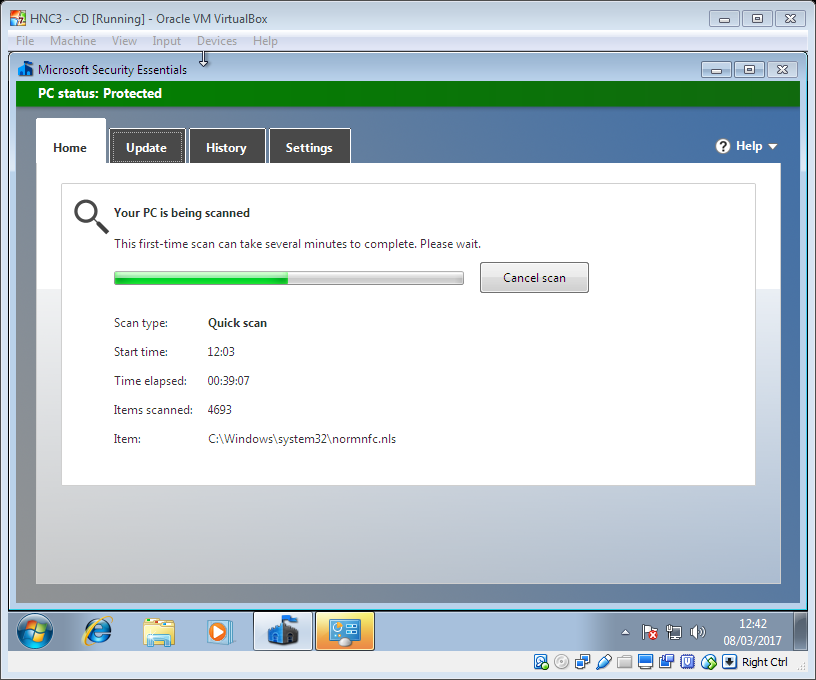 HNC3 - CD [Running] - Oracle VM VirtualBox
File Machine View Input Devices Help
Microsoft Security Essentials
PC status: Protected
Home Update History Settings Help
Your PC is being scanned
This first-time scan can take several minutes to complete. Please wait.
Cancel scan
Scan type: Quick scan
Start time: 12:03
Time elapsed: 00:39:07
Items scanned: 4693
Item: C:\Windows\system32\normnfc.nls
12:42
08/03/2017
Right Ctrl